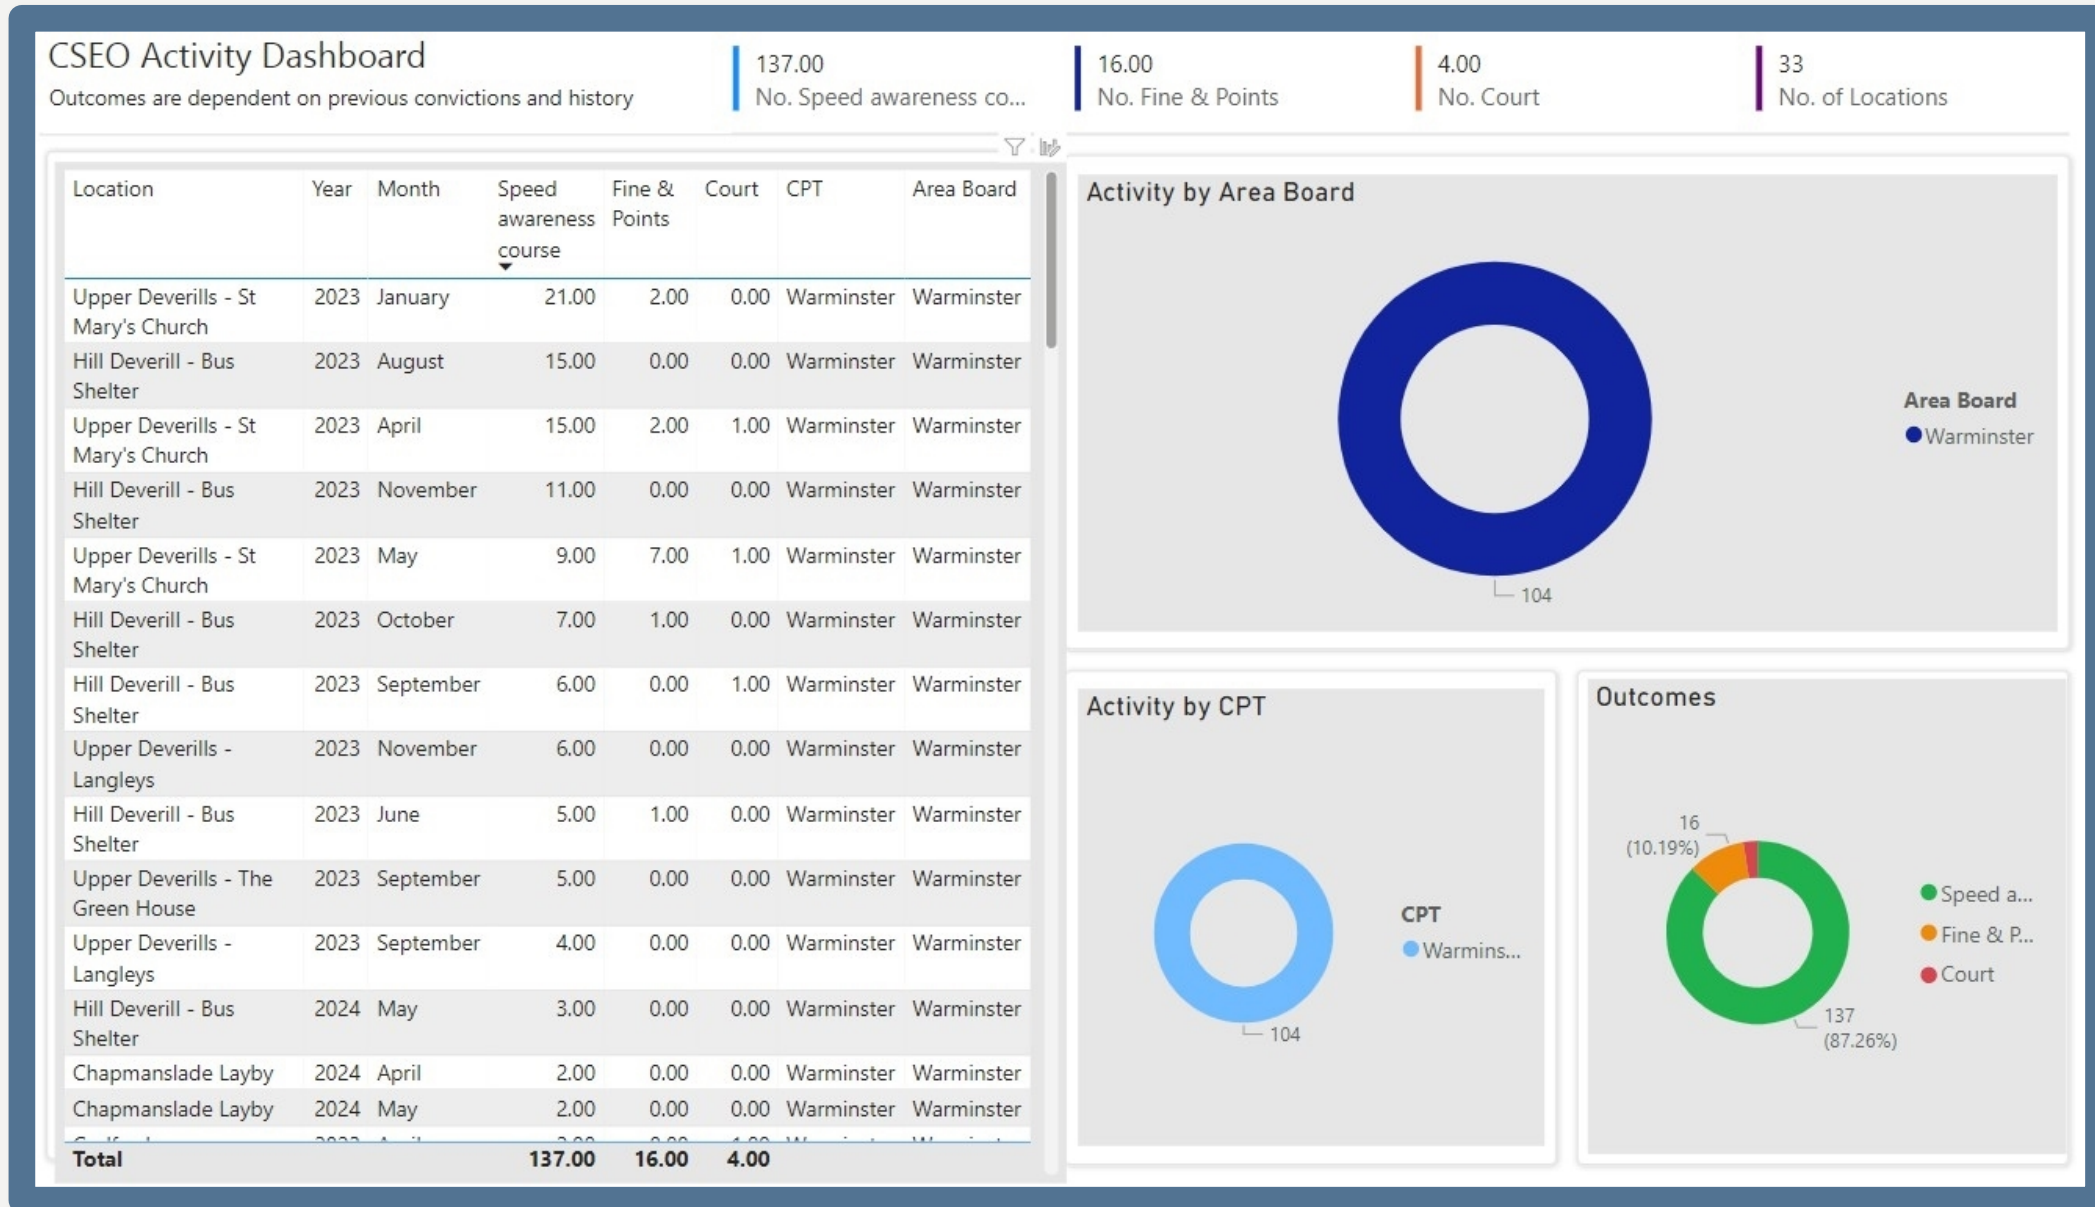 CSEO Activity Dashboard
Outcomes are dependent on previous convictions and history
137.00
No. Speed awareness co...
16.00
No. Fine & Points
4.00
No. Court
33
No. of Locations
Location Year Month Speed awareness course Fine & Points Court CPT Area Board
Upper Deverills - St Mary's Church 2023 January 21.00 2.00 0.00 Warminster Warminster
Hill Deverill - Bus Shelter 2023 August 15.00 0.00 0.00 Warminster Warminster
Upper Deverills - St Mary's Church 2023 April 15.00 2.00 1.00 Warminster Warminster
Hill Deverill - Bus Shelter 2023 November 11.00 0.00 0.00 Warminster Warminster
Upper Deverills - St Mary's Church 2023 May 9.00 7.00 1.00 Warminster Warminster
Hill Deverill - Bus Shelter 2023 October 7.00 1.00 0.00 Warminster Warminster
Hill Deverill - Bus Shelter 2023 September 6.00 0.00 1.00 Warminster Warminster
Upper Deverills - Langleys 2023 November 6.00 0.00 0.00 Warminster Warminster
Hill Deverill - Bus Shelter 2023 June 5.00 1.00 0.00 Warminster Warminster
Upper Deverills - The Green House 2023 September 5.00 0.00 0.00 Warminster Warminster
Upper Deverills - Langleys 2023 September 4.00 0.00 0.00 Warminster Warminster
Hill Deverill - Bus Shelter 2024 May 3.00 0.00 0.00 Warminster Warminster
Chapmanslade Layby 2024 April 2.00 0.00 0.00 Warminster Warminster
Chapmanslade Layby 2024 May 2.00 0.00 0.00 Warminster Warminster
Total 137.00 16.00 4.00
Activity by Area Board
104
Area Board
Warminster
Activity by CPT
104
CPT
Warmins...
Outcomes
16
(10.19%)
137
(87.26%)
Speed a...
Fine & P...
Court